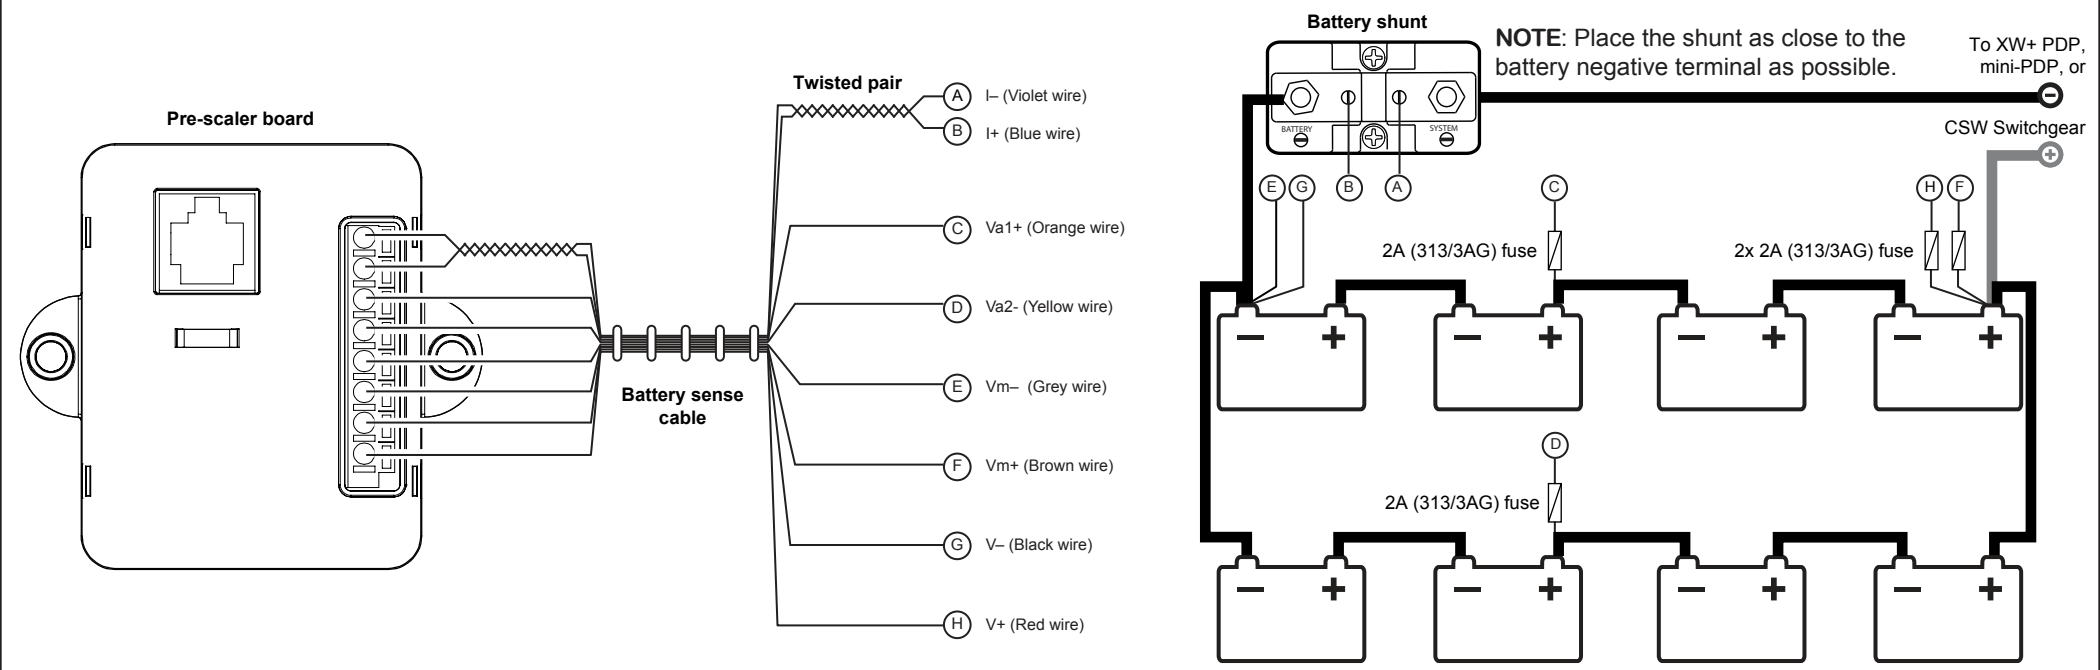 Pre-scaler board
Twisted pair
A I– (Violet wire)
B I+ (Blue wire)
C Va1+ (Orange wire)
D Va2- (Yellow wire)
Battery sense
cable
E Vm– (Grey wire)
F Vm+ (Brown wire)
G V– (Black wire)
H V+ (Red wire)
Battery shunt
NOTE: Place the shunt as close to the
battery negative terminal as possible.
To XW+ PDP,
mini-PDP, or
CSW Switchgear
BATTERY
SYSTEM
E G B A C H F
2A (313/3AG) fuse
2x 2A (313/3AG) fuse
– + – + – + – +
D
2A (313/3AG) fuse
– + – + – + – +